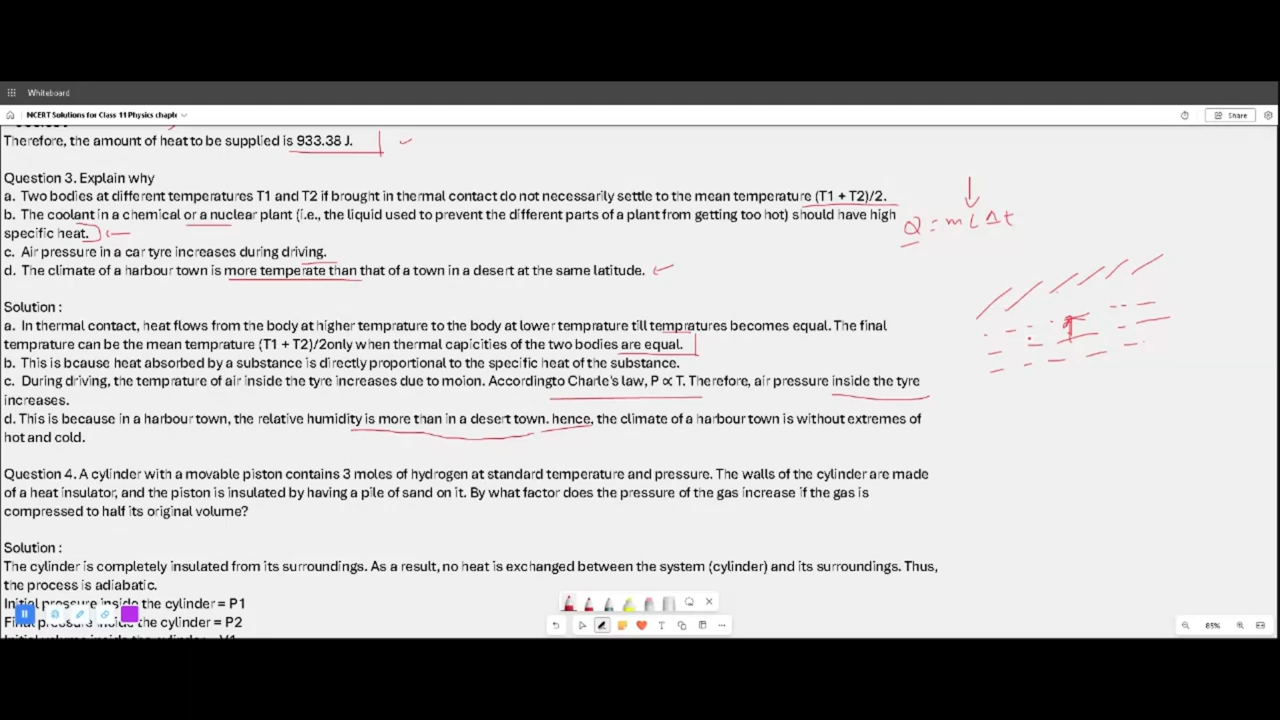 Whiteboard
NCERT Solutions for Class 11 Physics chapte
Share
Therefore, the amount of heat to be supplied is 933.38 J.
Question 3. Explain why
a. Two bodies at different temperatures T1 and T2 if brought in thermal contact do not necessarily settle to the mean temperature (T1 + T2)/2.
b. The coolant in a chemical or a nuclear plant (i.e., the liquid used to prevent the different parts of a plant from getting too hot) should have high
specific heat.
Q = m C Δt
c. Air pressure in a car tyre increases during driving.
d. The climate of a harbour town is more temperate than that of a town in a desert at the same latitude.
Solution :
a. In thermal contact, heat flows from the body at higher temprature to the body at lower temprature till tempratures becomes equal. The final
temprature can be the mean temprature (T1 + T2)/2only when thermal capicities of the two bodies are equal.
b. This is bcause heat absorbed by a substance is directly proportional to the specific heat of the substance.
c. During driving, the temprature of air inside the tyre increases due to moion. Accordingto Charle's law, P ∝ T. Therefore, air pressure inside the tyre
increases.
d. This is because in a harbour town, the relative humidity is more than in a desert town. hence, the climate of a harbour town is without extremes of
hot and cold.
Question 4. A cylinder with a movable piston contains 3 moles of hydrogen at standard temperature and pressure. The walls of the cylinder are made
of a heat insulator, and the piston is insulated by having a pile of sand on it. By what factor does the pressure of the gas increase if the gas is
compressed to half its original volume?
Solution :
The cylinder is completely insulated from its surroundings. As a result, no heat is exchanged between the system (cylinder) and its surroundings. Thus,
the process is adiabatic.
Initial pressure inside the cylinder = P1
Final pressure inside the cylinder = P2
85%